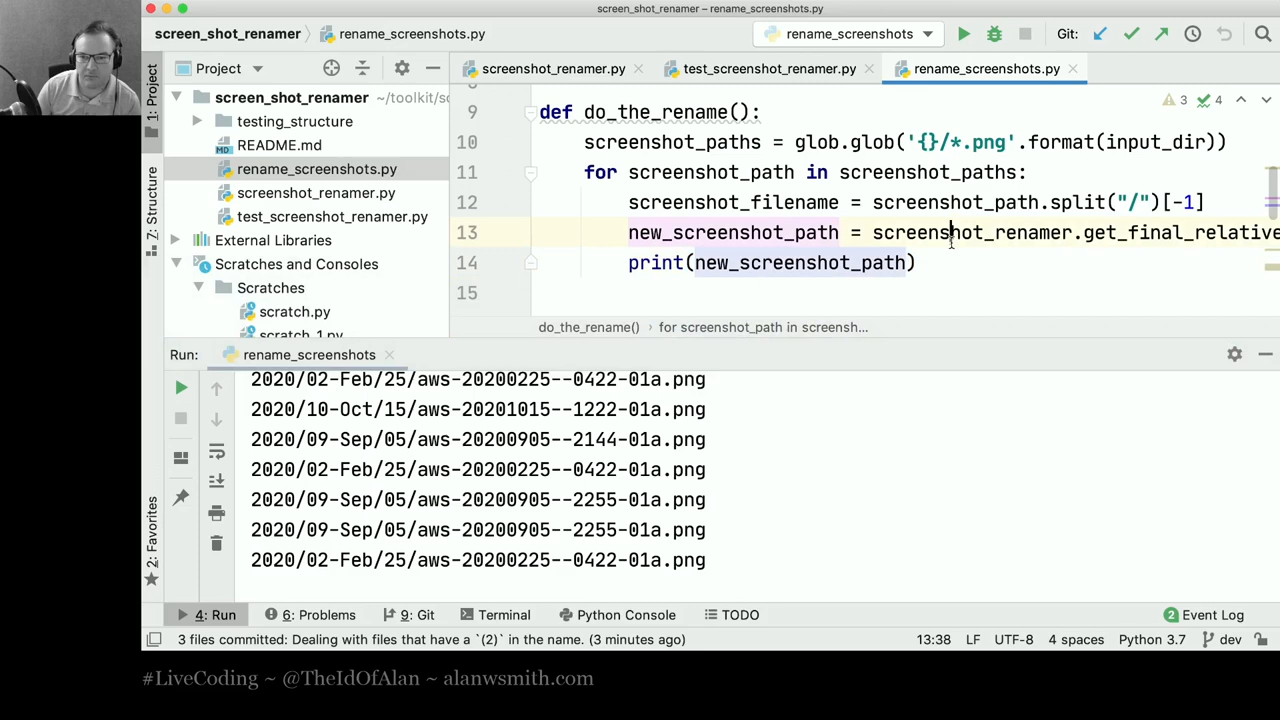 screen_shot_renamer – rename_screenshots.py
screen_shot_renamer
rename_screenshots.py
rename_screenshots
Git:
1: Project
Project
screenshot_renamer.py
test_screenshot_renamer.py
rename_screenshots.py
screen_shot_renamer ~/toolkit/sc
testing_structure
README.md
rename_screenshots.py
screenshot_renamer.py
test_screenshot_renamer.py
External Libraries
Scratches and Consoles
Scratches
scratch.py
scratch_1.py
7: Structure
3
4
9 def do_the_rename():
10 screenshot_paths = glob.glob('{}/*.png'.format(input_dir))
11 for screenshot_path in screenshot_paths:
12 screenshot_filename = screenshot_path.split("/")[-1]
13 new_screenshot_path = screenshot_renamer.get_final_relative
14 print(new_screenshot_path)
15
do_the_rename() › for screenshot_path in screensh...
Run: rename_screenshots
2020/02-Feb/25/aws-20200225--0422-01a.png
2020/10-Oct/15/aws-20201015--1222-01a.png
2020/09-Sep/05/aws-20200905--2144-01a.png
2020/02-Feb/25/aws-20200225--0422-01a.png
2020/09-Sep/05/aws-20200905--2255-01a.png
2020/09-Sep/05/aws-20200905--2255-01a.png
2020/02-Feb/25/aws-20200225--0422-01a.png
2: Favorites
4: Run
6: Problems
9: Git
Terminal
Python Console
TODO
2 Event Log
3 files committed: Dealing with files that have a `(2)` in the name. (3 minutes ago)
13:38 LF UTF-8 4 spaces Python 3.7 dev
#LiveCoding ~ @TheIdOfAlan ~ alanwsmith.com